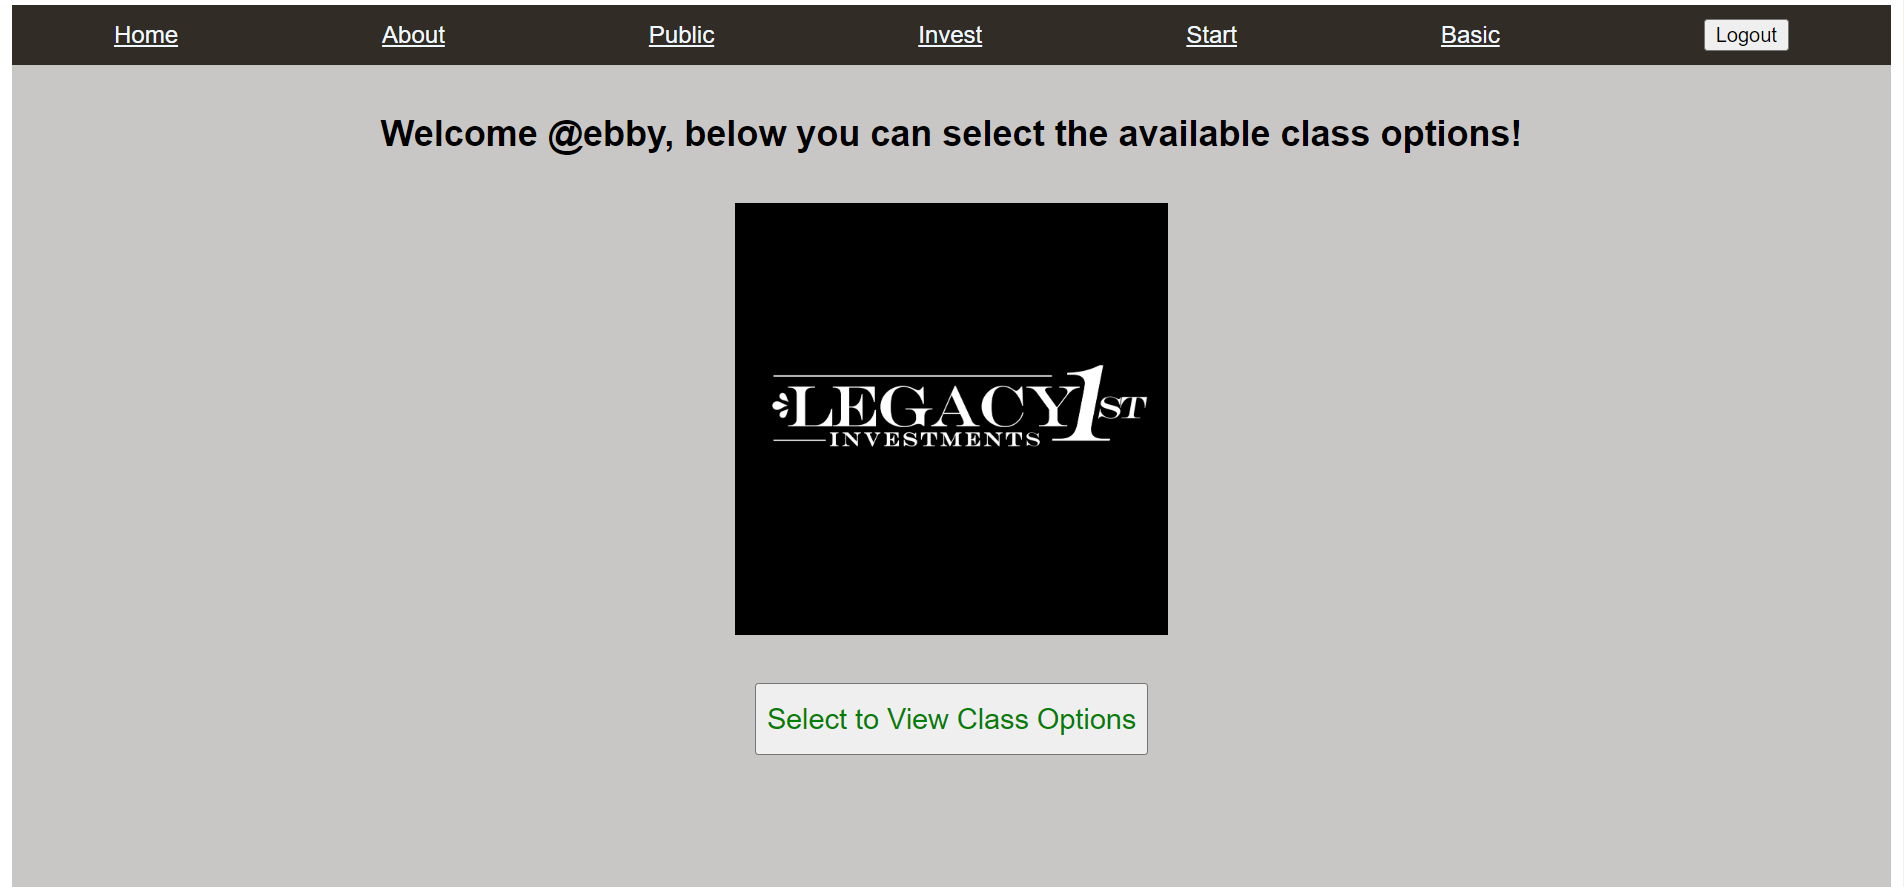 Home About Public Invest Start Basic Logout
Welcome @ebby, below you can select the available class options!
LEGACY 1ST
INVESTMENTS
Select to View Class Options